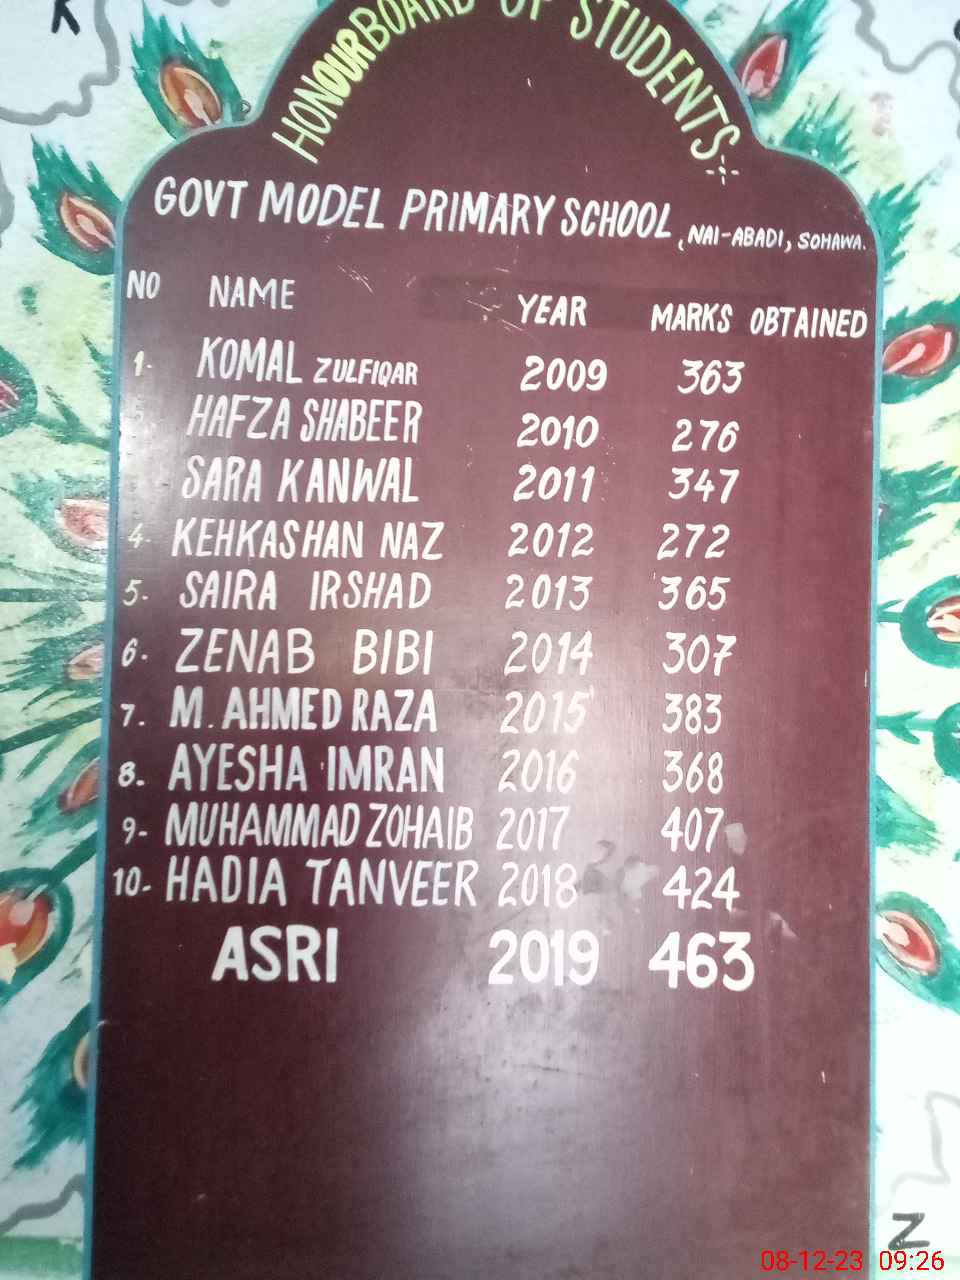 HONOURBOARD OF STUDENTS
GOVT MODEL PRIMARY SCHOOL, NAI-ABADI, SOHAWA.
NO NAME YEAR MARKS OBTAINED
1- KOMAL ZULFIQAR 2009 363
HAFZA SHABEER 2010 276
SARA KANWAL 2011 347
4- KEHKASHAN NAZ 2012 272
5- SAIRA IRSHAD 2013 365
6- ZENAB BIBI 2014 307
7. M. AHMED RAZA 2015 383
8. AYESHA IMRAN 2016 368
9- MUHAMMAD ZOHAIB 2017 407
10- HADIA TANVEER 2018 424
ASRI 2019 463
Z
08-12-23 09:26